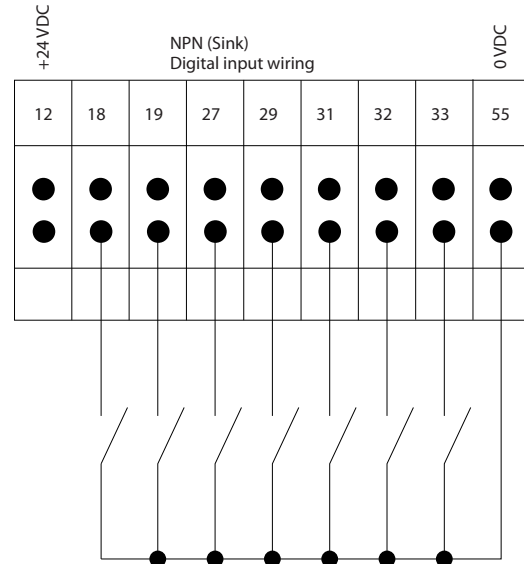 +24 VDC
NPN (Sink)
Digital input wiring
0 VDC
12 18 19 27 29 31 32 33 55